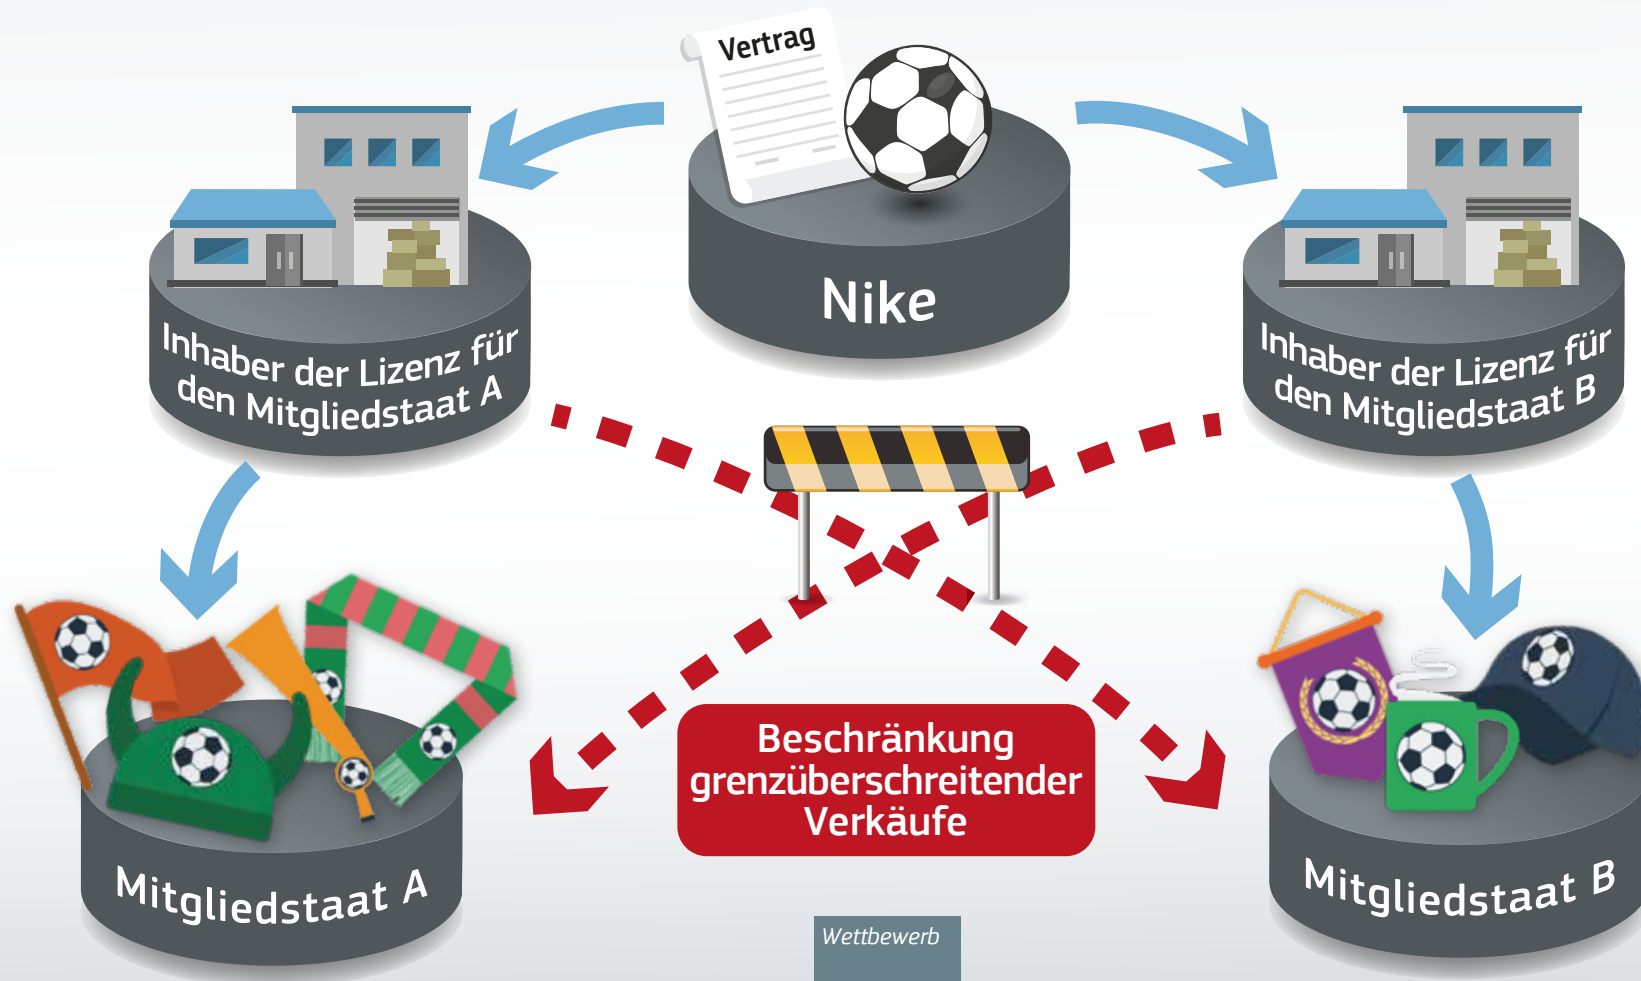 Vertrag
Nike
Inhaber der Lizenz für
den Mitgliedstaat A
Inhaber der Lizenz für
den Mitgliedstaat B
Beschränkung
grenzüberschreitender
Verkäufe
Mitgliedstaat A
Mitgliedstaat B
Wettbewerb